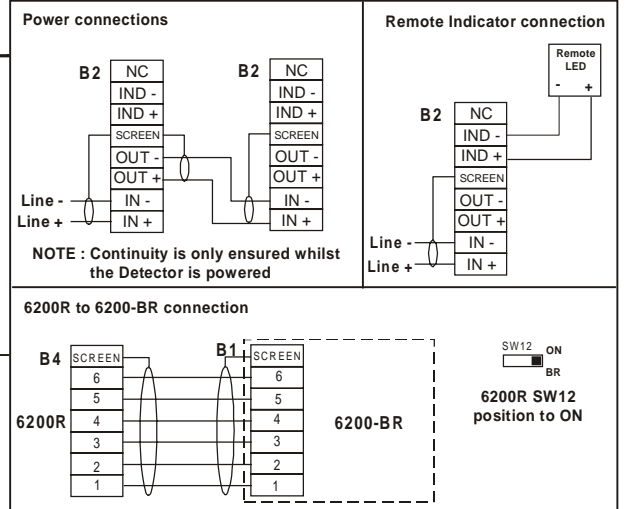 Power connections
B2
NC
IND -
IND +
SCREEN
OUT -
OUT +
IN -
IN +
Line -
Line +
B2
NC
IND -
IND +
SCREEN
OUT -
OUT +
IN -
IN +
NOTE : Continuity is only ensured whilst
the Detector is powered
Remote Indicator connection
Remote
LED
- +
B2
NC
IND -
IND +
SCREEN
OUT -
OUT +
IN -
IN +
Line -
Line +
6200R to 6200-BR connection
B4
SCREEN
6
5
4
3
2
1
6200R
B1
SCREEN
6
5
4
3
2
1
6200-BR
SW12
ON
BR
6200R SW12
position to ON